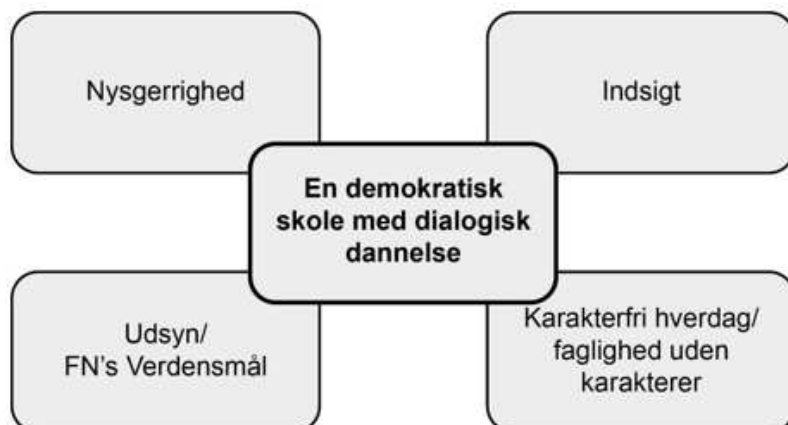 Nysgerrighed
Indsigt
En demokratisk
skole med dialogisk
dannelse
Udsyn/
FN's Verdensmål
Karakterfri hverdag/
faglighed uden
karakterer